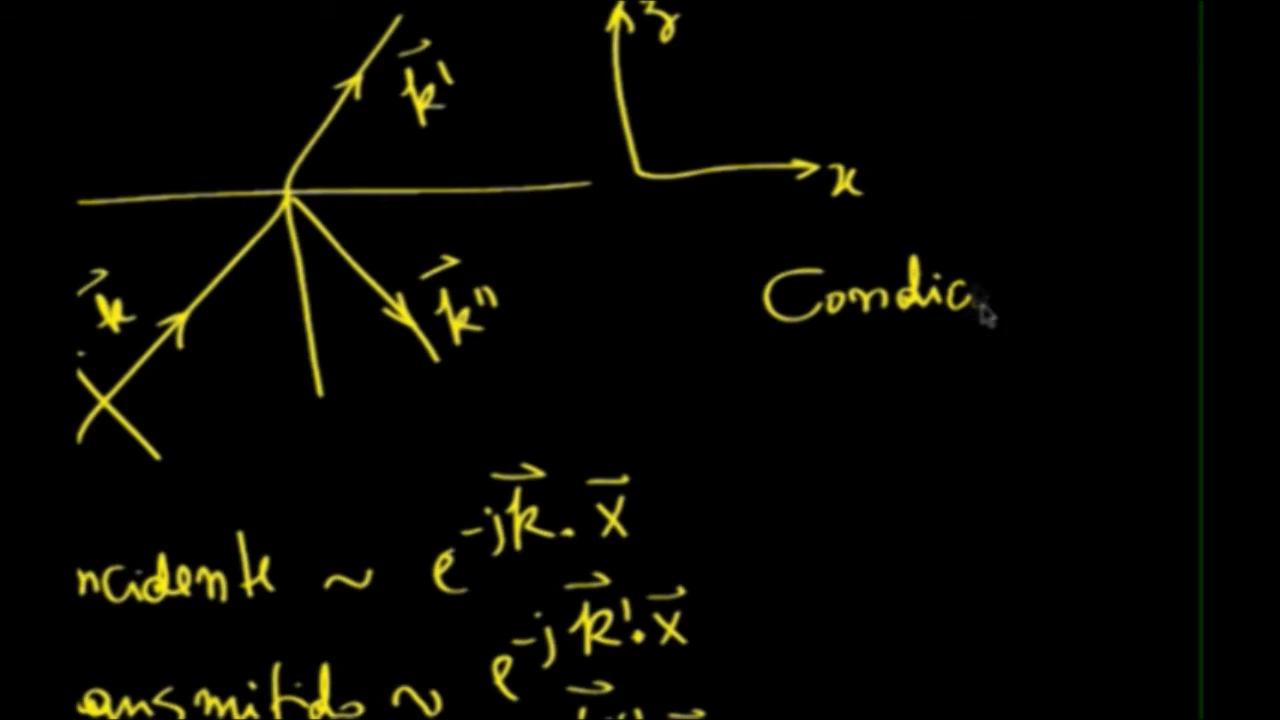 z
k⃗'
x
k⃗
k⃗''
Condic
ncidente ~ e^{-jk⃗.x⃗}
ansmitido ~ e^{-jk⃗'.x⃗}